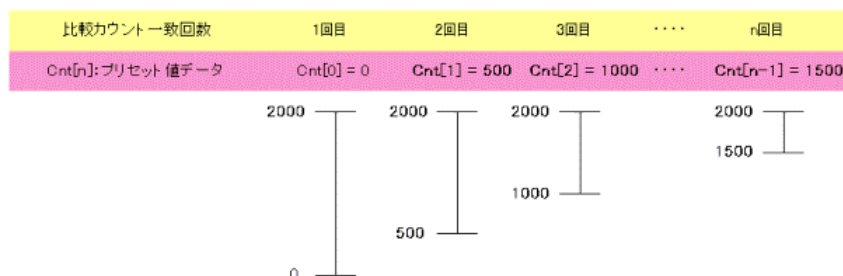 比較カウント一致回数 1回目 2回目 3回目 ‥‥ n回目
Cnt[n]:プリセット値データ Cnt[0] = 0 Cnt[1] = 500 Cnt[2] = 1000 ‥‥ Cnt[n-1] = 1500
2000 2000 2000 2000
1500
1000
500
0